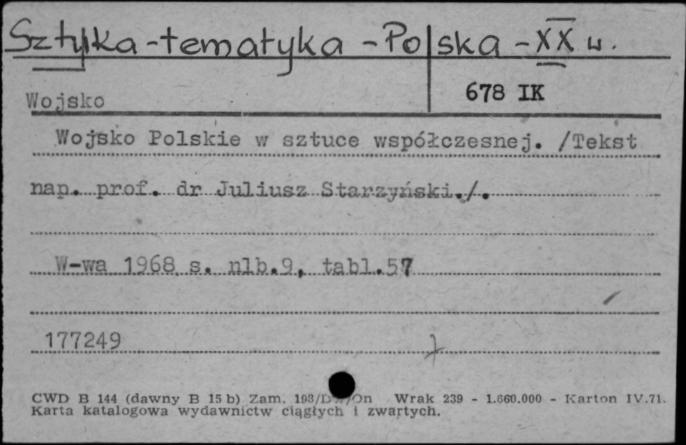 Sztuka - tematyka - Polska - XX w.
678 IK
Wojsko
Wojsko Polskie w sztuce współczesnej. /Tekst
nap. prof. dr Juliusz Starzyński./.
W-wa 1968 s. nlb.9, tabl.57
177249
CWD B 144 (dawny B 15 b) Zam. Wrak 239 - 1.660.000 - Karton IV.71.
Karta katalogowa wydawnictw ciągłych i zwartych.